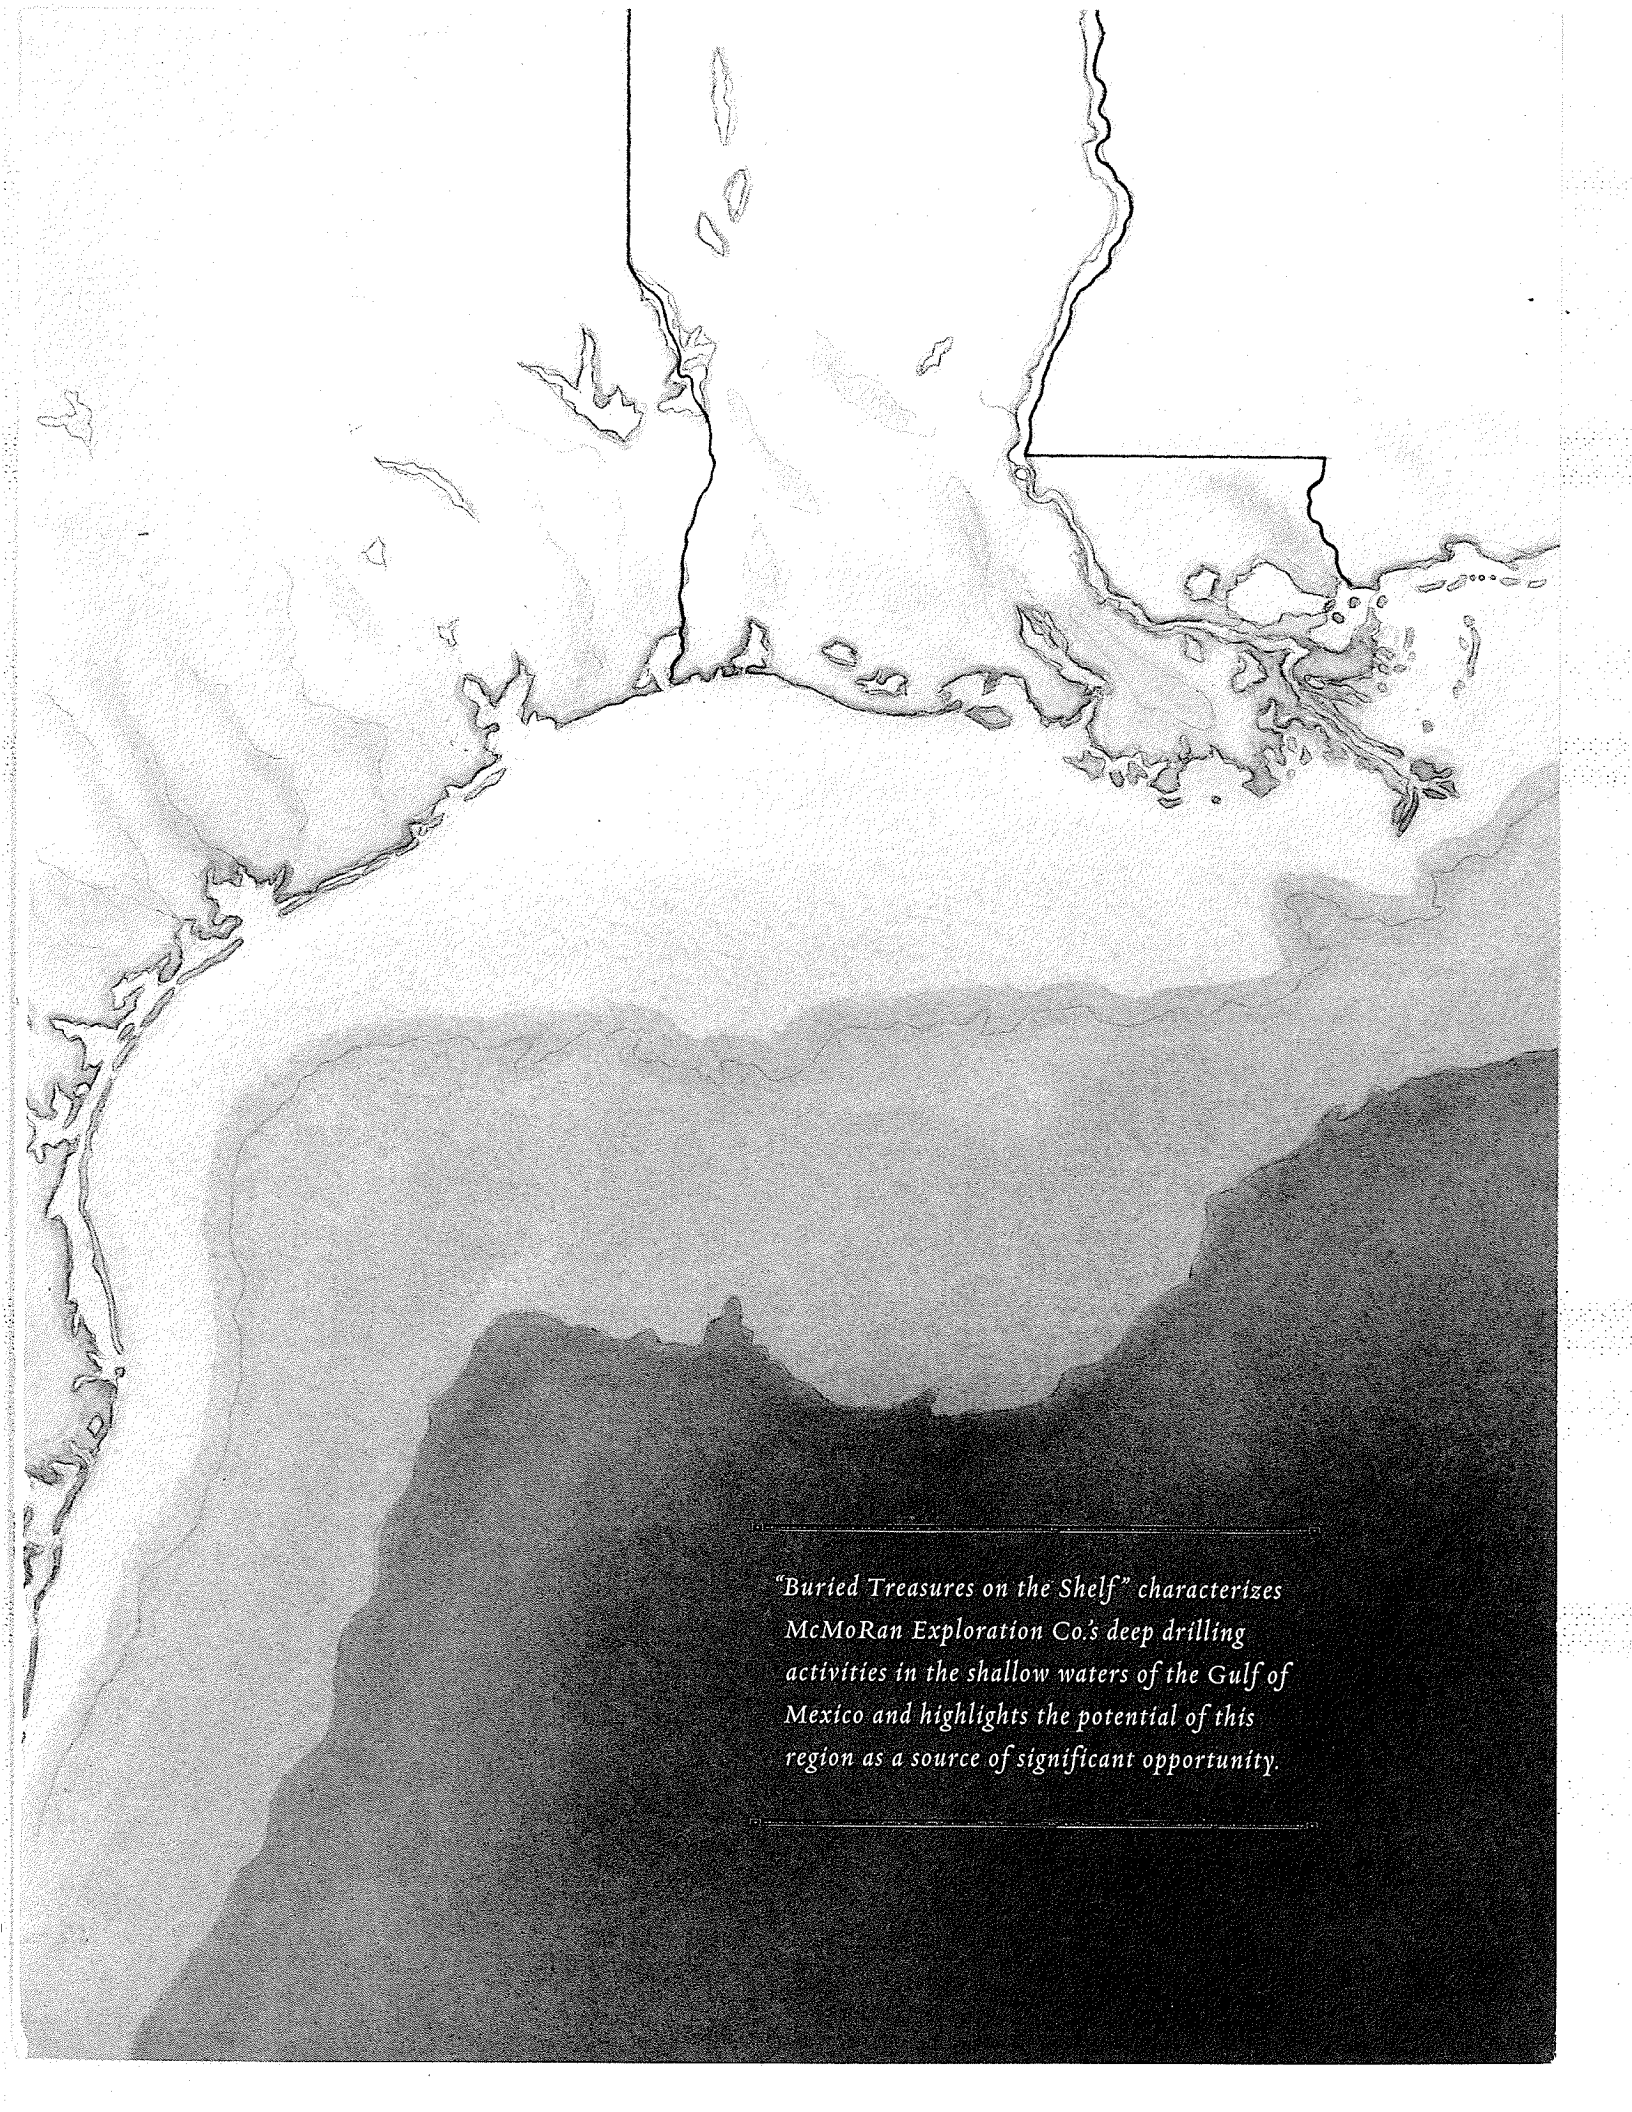 “Buried Treasures on the Shelf” characterizes
McMoRan Exploration Co.’s deep drilling
activities in the shallow waters of the Gulf of
Mexico and highlights the potential of this
region as a source of significant opportunity.